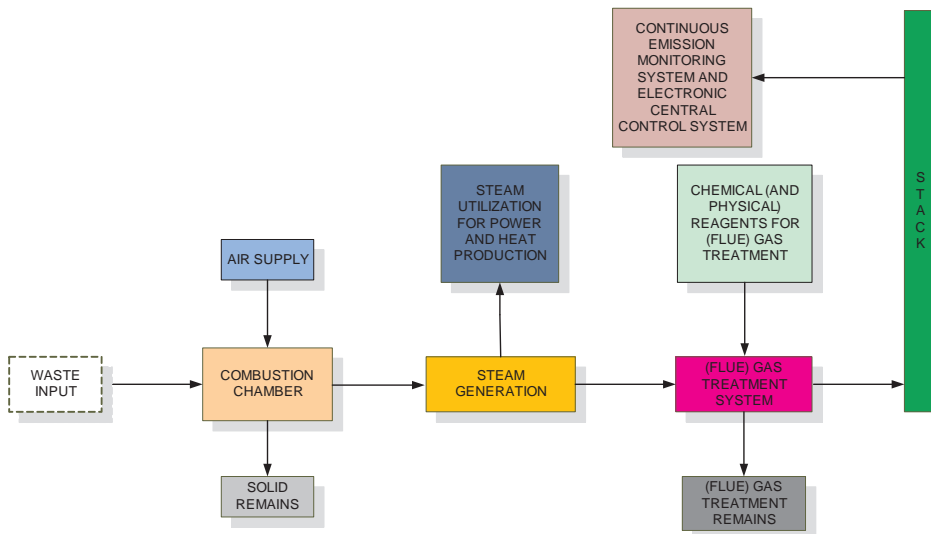 CONTINUOUS
EMISSION
MONITORING
SYSTEM AND
ELECTRONIC
CENTRAL
CONTROL SYSTEM
STEAM
UTILIZATION
FOR POWER
AND HEAT
PRODUCTION
CHEMICAL (AND
PHYSICAL)
REAGENTS FOR
(FLUE) GAS
TREATMENT
S
T
A
C
K
AIR SUPPLY
WASTE
INPUT
COMBUSTION
CHAMBER
STEAM
GENERATION
(FLUE) GAS
TREATMENT
SYSTEM
SOLID
REMAINS
(FLUE) GAS
TREATMENT
REMAINS